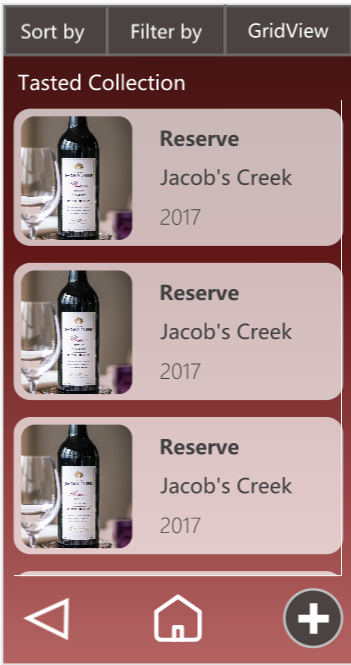 Sort by
Filter by
GridView
Tasted Collection
Reserve
Jacob's Creek
2017
Reserve
Jacob's Creek
2017
Reserve
Jacob's Creek
2017